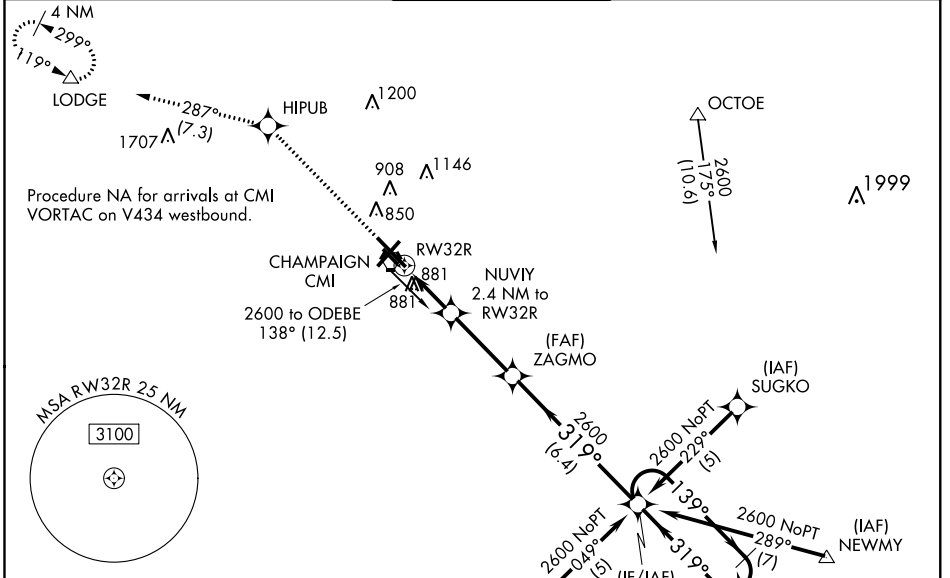 4 NM
299°
119°
LODGE
287°
(7.3)
HIPUB
1200
1707
OCTOE
2600
175°
(10.6)
908
1146
850
1999
Procedure NA for arrivals at CMI
VORTAC on V434 westbound.
CHAMPAIGN
CMI
RW32R
881
881
NUVIY
2.4 NM to
RW32R
2600 to ODEBE
138° (12.5)
(FAF)
ZAGMO
(IAF)
SUGKO
MSA RW32R 25 NM
3100
2600
319°
(6.4)
2600 NoPT
229°
(5)
139°
2600 NoPT
289°
(7)
(IAF)
NEWMY
2600 NoPT
049°
(5)
319°
(IF/IAF)